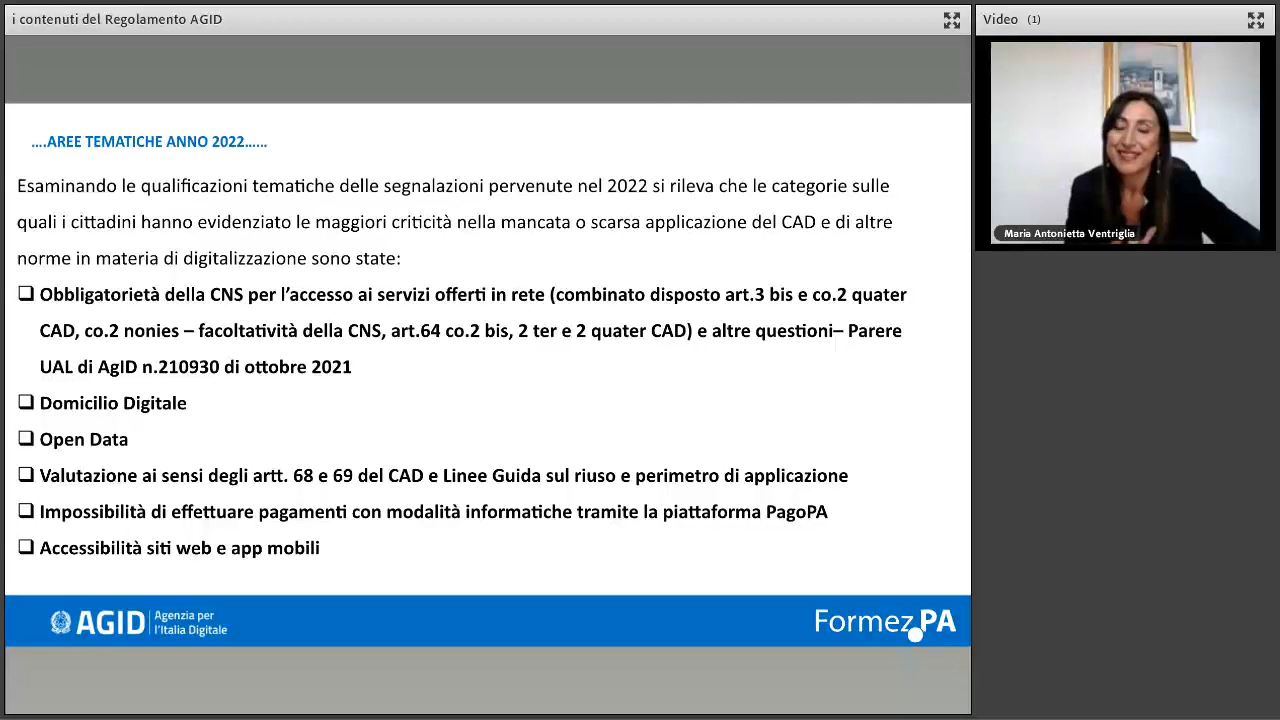 i contenuti del Regolamento AGID
Video (1)
Maria Antonietta Ventriglia
....AREE TEMATICHE ANNO 2022......
Esaminando le qualificazioni tematiche delle segnalazioni pervenute nel 2022 si rileva che le categorie sulle
quali i cittadini hanno evidenziato le maggiori criticità nella mancata o scarsa applicazione del CAD e di altre
norme in materia di digitalizzazione sono state:
❑ Obbligatorietà della CNS per l’accesso ai servizi offerti in rete (combinato disposto art.3 bis e co.2 quater
CAD, co.2 nonies – facoltatività della CNS, art.64 co.2 bis, 2 ter e 2 quater CAD) e altre questioni– Parere
UAL di AgID n.210930 di ottobre 2021
❑ Domicilio Digitale
❑ Open Data
❑ Valutazione ai sensi degli artt. 68 e 69 del CAD e Linee Guida sul riuso e perimetro di applicazione
❑ Impossibilità di effettuare pagamenti con modalità informatiche tramite la piattaforma PagoPA
❑ Accessibilità siti web e app mobili
AGID Agenzia per
l’Italia Digitale
Formez PA